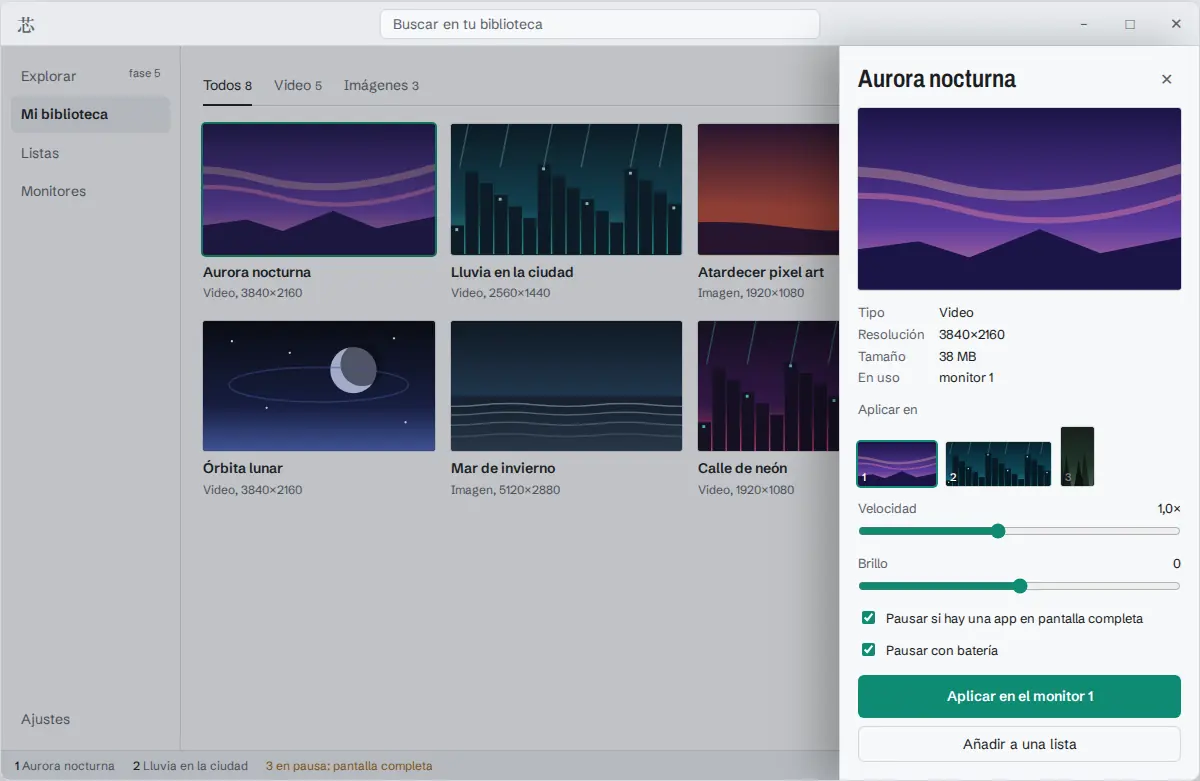 芯
Buscar en tu biblioteca
Explorar fase 5
Mi biblioteca
Listas
Monitores
Ajustes
Todos 8 Video 5 Imágenes 3
Aurora nocturna
Video, 3840×2160
Lluvia en la ciudad
Video, 2560×1440
Atardecer pixel art
Imagen, 1920×1080
Órbita lunar
Video, 3840×2160
Mar de invierno
Imagen, 5120×2880
Calle de neón
Video, 1920×1080
Aurora nocturna
Tipo Video
Resolución 3840×2160
Tamaño 38 MB
En uso monitor 1
Aplicar en
1 2 3
Velocidad 1,0×
Brillo 0
Pausar si hay una app en pantalla completa
Pausar con batería
Aplicar en el monitor 1
Añadir a una lista
1 Aurora nocturna 2 Lluvia en la ciudad 3 en pausa: pantalla completa